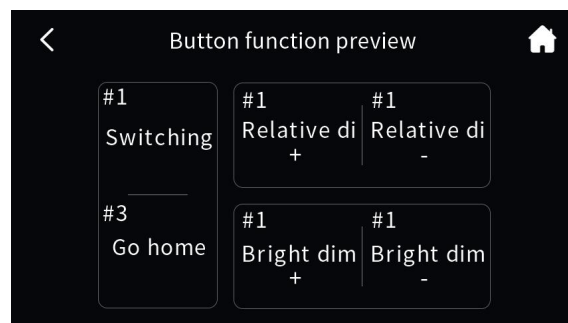 Button function preview
#1
Switching
#3
Go home
#1
Relative di
+
#1
Relative di
-
#1
Bright dim
+
#1
Bright dim
-